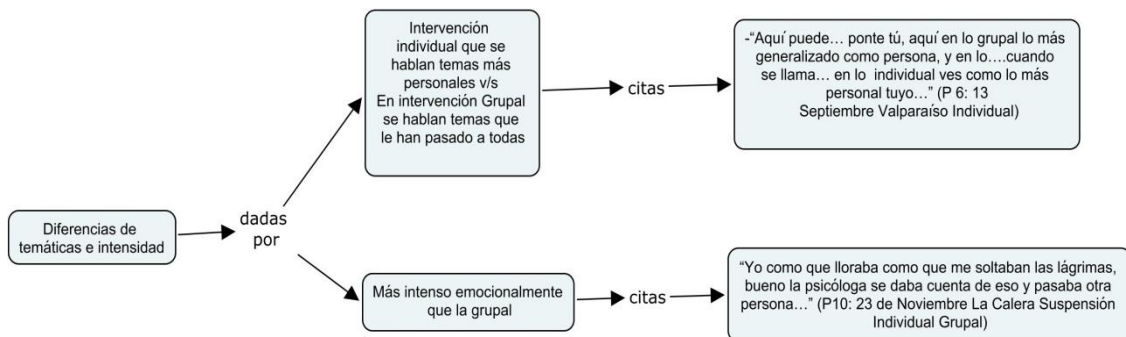 Diferencias de
temáticas e intensidad
dadas
por
Intervención
individual que se
hablan temas más
personales v/s
En intervención Grupal
se hablan temas que
le han pasado a todas
citas
-“Aquí puede… ponte tú, aquí en lo grupal lo más
generalizado como persona, y en lo….cuando
se llama… en lo individual ves como lo más
personal tuyo…” (P 6: 13
Septiembre Valparaíso Individual)
Más intenso emocionalmente
que la grupal
citas
“Yo como que lloraba como que me soltaban las lágrimas,
bueno la psicóloga se daba cuenta de eso y pasaba otra
persona…” (P10: 23 de Noviembre La Calera Suspensión
Individual Grupal)